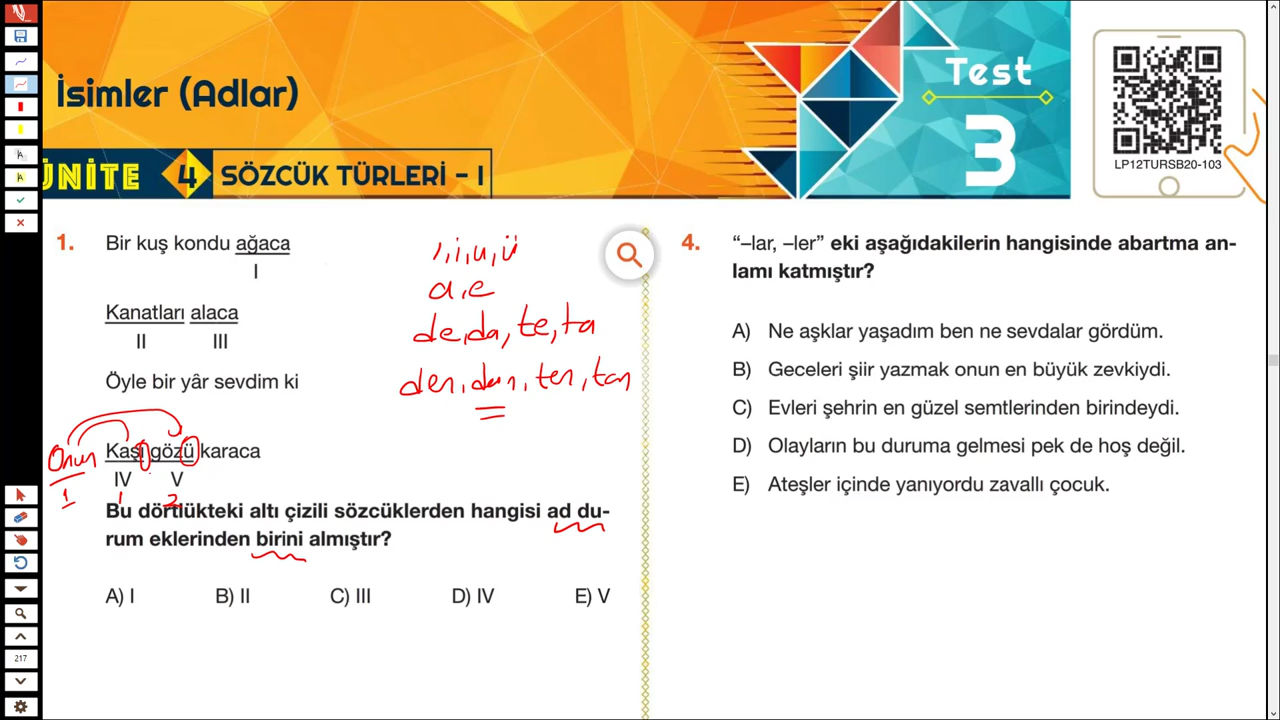 İsimler (Adlar)
Test
3
ÜNİTE 4 SÖZCÜK TÜRLERİ - I
LP12TURSB20-103
1. Bir kuş kondu ağaca
I
Kanatları alaca
II III
Öyle bir yâr sevdim ki
Onun Kaşı gözü karaca
IV V
1 1 2
Bu dörtlükteki altı çizili sözcüklerden hangisi ad du-
rum eklerinden birini almıştır?
A) I B) II C) III D) IV E) V
ı, i, u, ü
a, e
de, da, te, ta
den, dan, ten, tan
4. “–lar, –ler” eki aşağıdakilerin hangisinde abartma an-
lamı katmıştır?
A) Ne aşklar yaşadım ben ne sevdalar gördüm.
B) Geceleri şiir yazmak onun en büyük zevkiydi.
C) Evleri şehrin en güzel semtlerinden birindeydi.
D) Olayların bu duruma gelmesi pek de hoş değil.
E) Ateşler içinde yanıyordu zavallı çocuk.
217